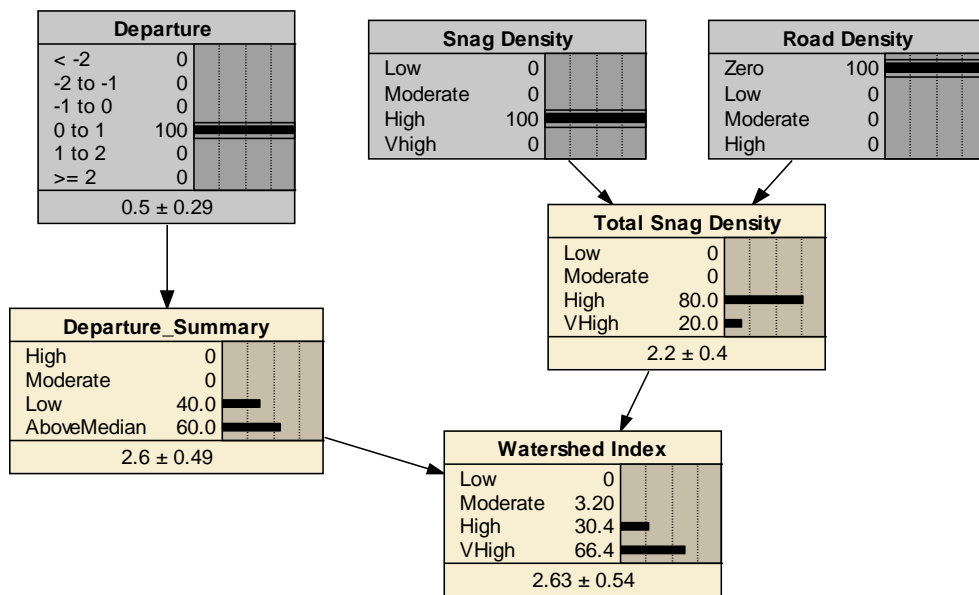 Departure
< -2 0
-2 to -1 0
-1 to 0 0
0 to 1 100
1 to 2 0
>= 2 0
0.5 ± 0.29
Snag Density
Low 0
Moderate 0
High 100
Vhigh 0
Road Density
Zero 100
Low 0
Moderate 0
High 0
Total Snag Density
Low 0
Moderate 0
High 80.0
VHigh 20.0
2.2 ± 0.4
Departure_Summary
High 0
Moderate 0
Low 40.0
AboveMedian 60.0
2.6 ± 0.49
Watershed Index
Low 0
Moderate 3.20
High 30.4
VHigh 66.4
2.63 ± 0.54